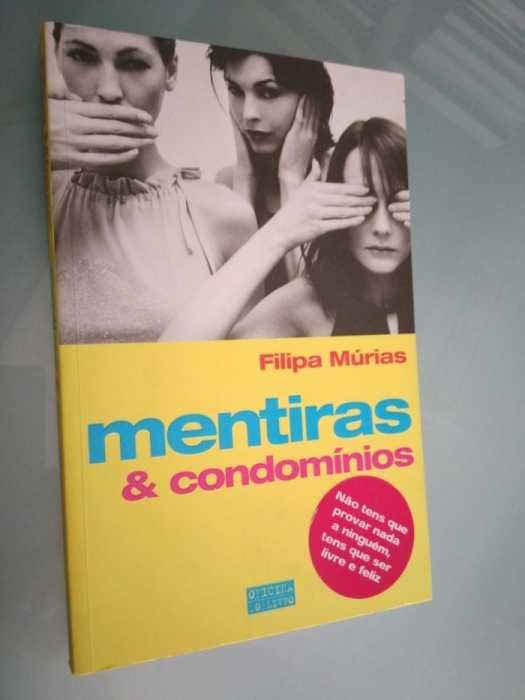 Filipa Múrias
mentiras
& condomínios
Não tens que
provar nada
a ninguém,
tens que ser
livre e feliz
OFICINA
DO LIVRO